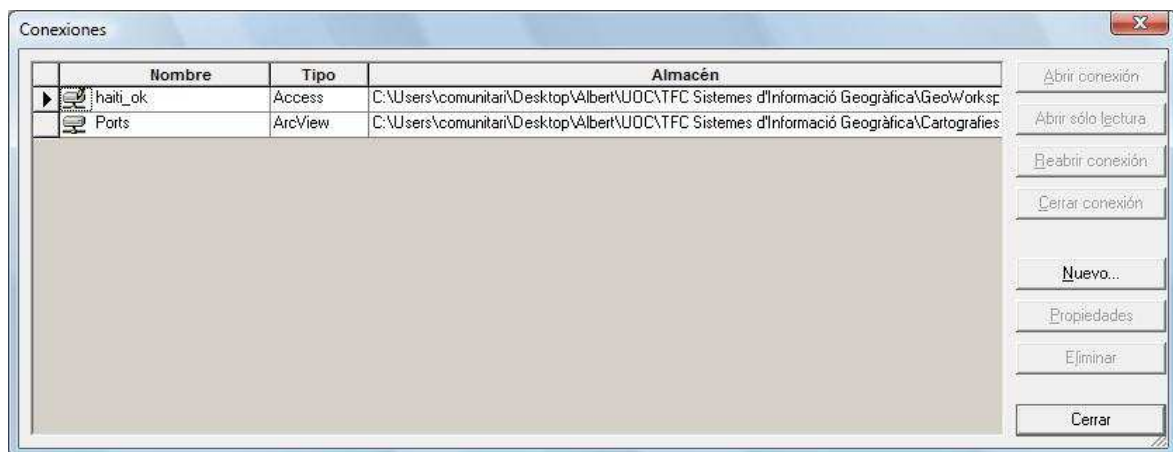 Conexiones
Nombre Tipo Almacén
haiti_ok Access C:\Users\comunitari\Desktop\Albert\UOC\TFC Sistemes d'Informació Geogràfica\GeoWorksp
Ports ArcView C:\Users\comunitari\Desktop\Albert\UOC\TFC Sistemes d'Informació Geogràfica\Cartografies
Abrir conexión
Abrir sólo lectura
Reabrir conexión
Cerrar conexión
Nuevo...
Propiedades
Eliminar
Cerrar